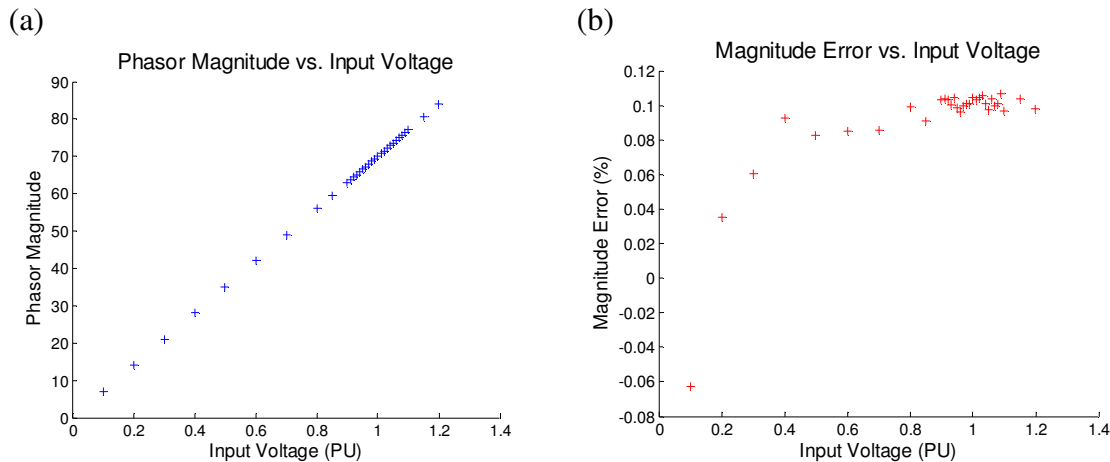 (a)
Phasor Magnitude vs. Input Voltage
90
80
70
60
50
40
30
20
10
0
0 0.2 0.4 0.6 0.8 1 1.2 1.4
Phasor Magnitude
Input Voltage (PU)
(b)
Magnitude Error vs. Input Voltage
0.12
0.1
0.08
0.06
0.04
0.02
0
-0.02
-0.04
-0.06
-0.08
0 0.2 0.4 0.6 0.8 1 1.2 1.4
Magnitude Error (%)
Input Voltage (PU)